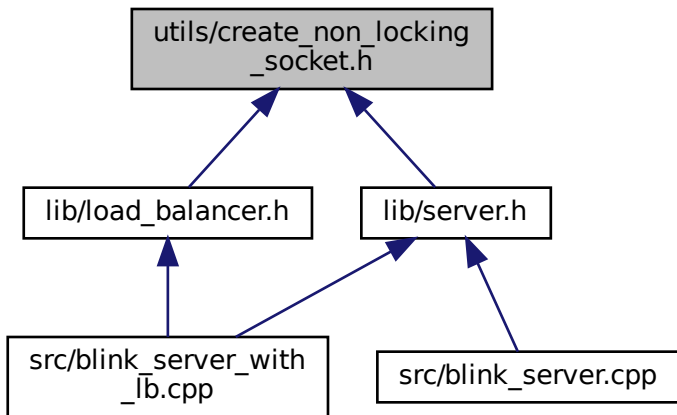 utils/create_non_locking
_socket.h
lib/load_balancer.h
lib/server.h
src/blink_server_with
_lb.cpp
src/blink_server.cpp